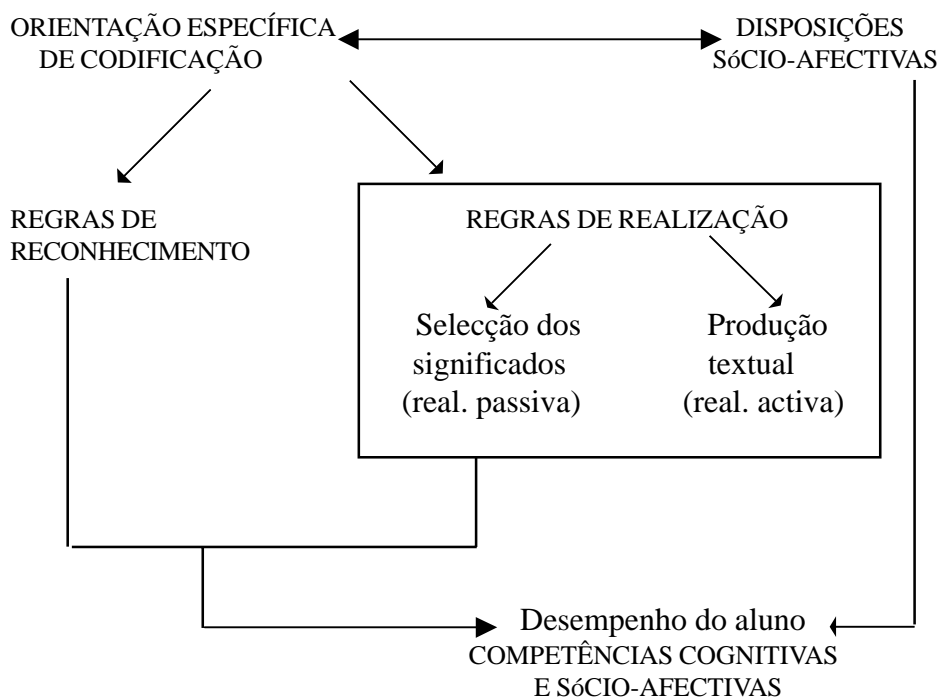 ORIENTAÇÃO ESPECÍFICA
DE CODIFICAÇÃO
DISPOSIÇÕES
SóCIO-AFECTIVAS
REGRAS DE
RECONHECIMENTO
REGRAS DE REALIZAÇÃO
Selecção dos
significados
(real. passiva)
Produção
textual
(real. activa)
Desempenho do aluno
COMPETÊNCIAS COGNITIVAS
E SóCIO-AFECTIVAS